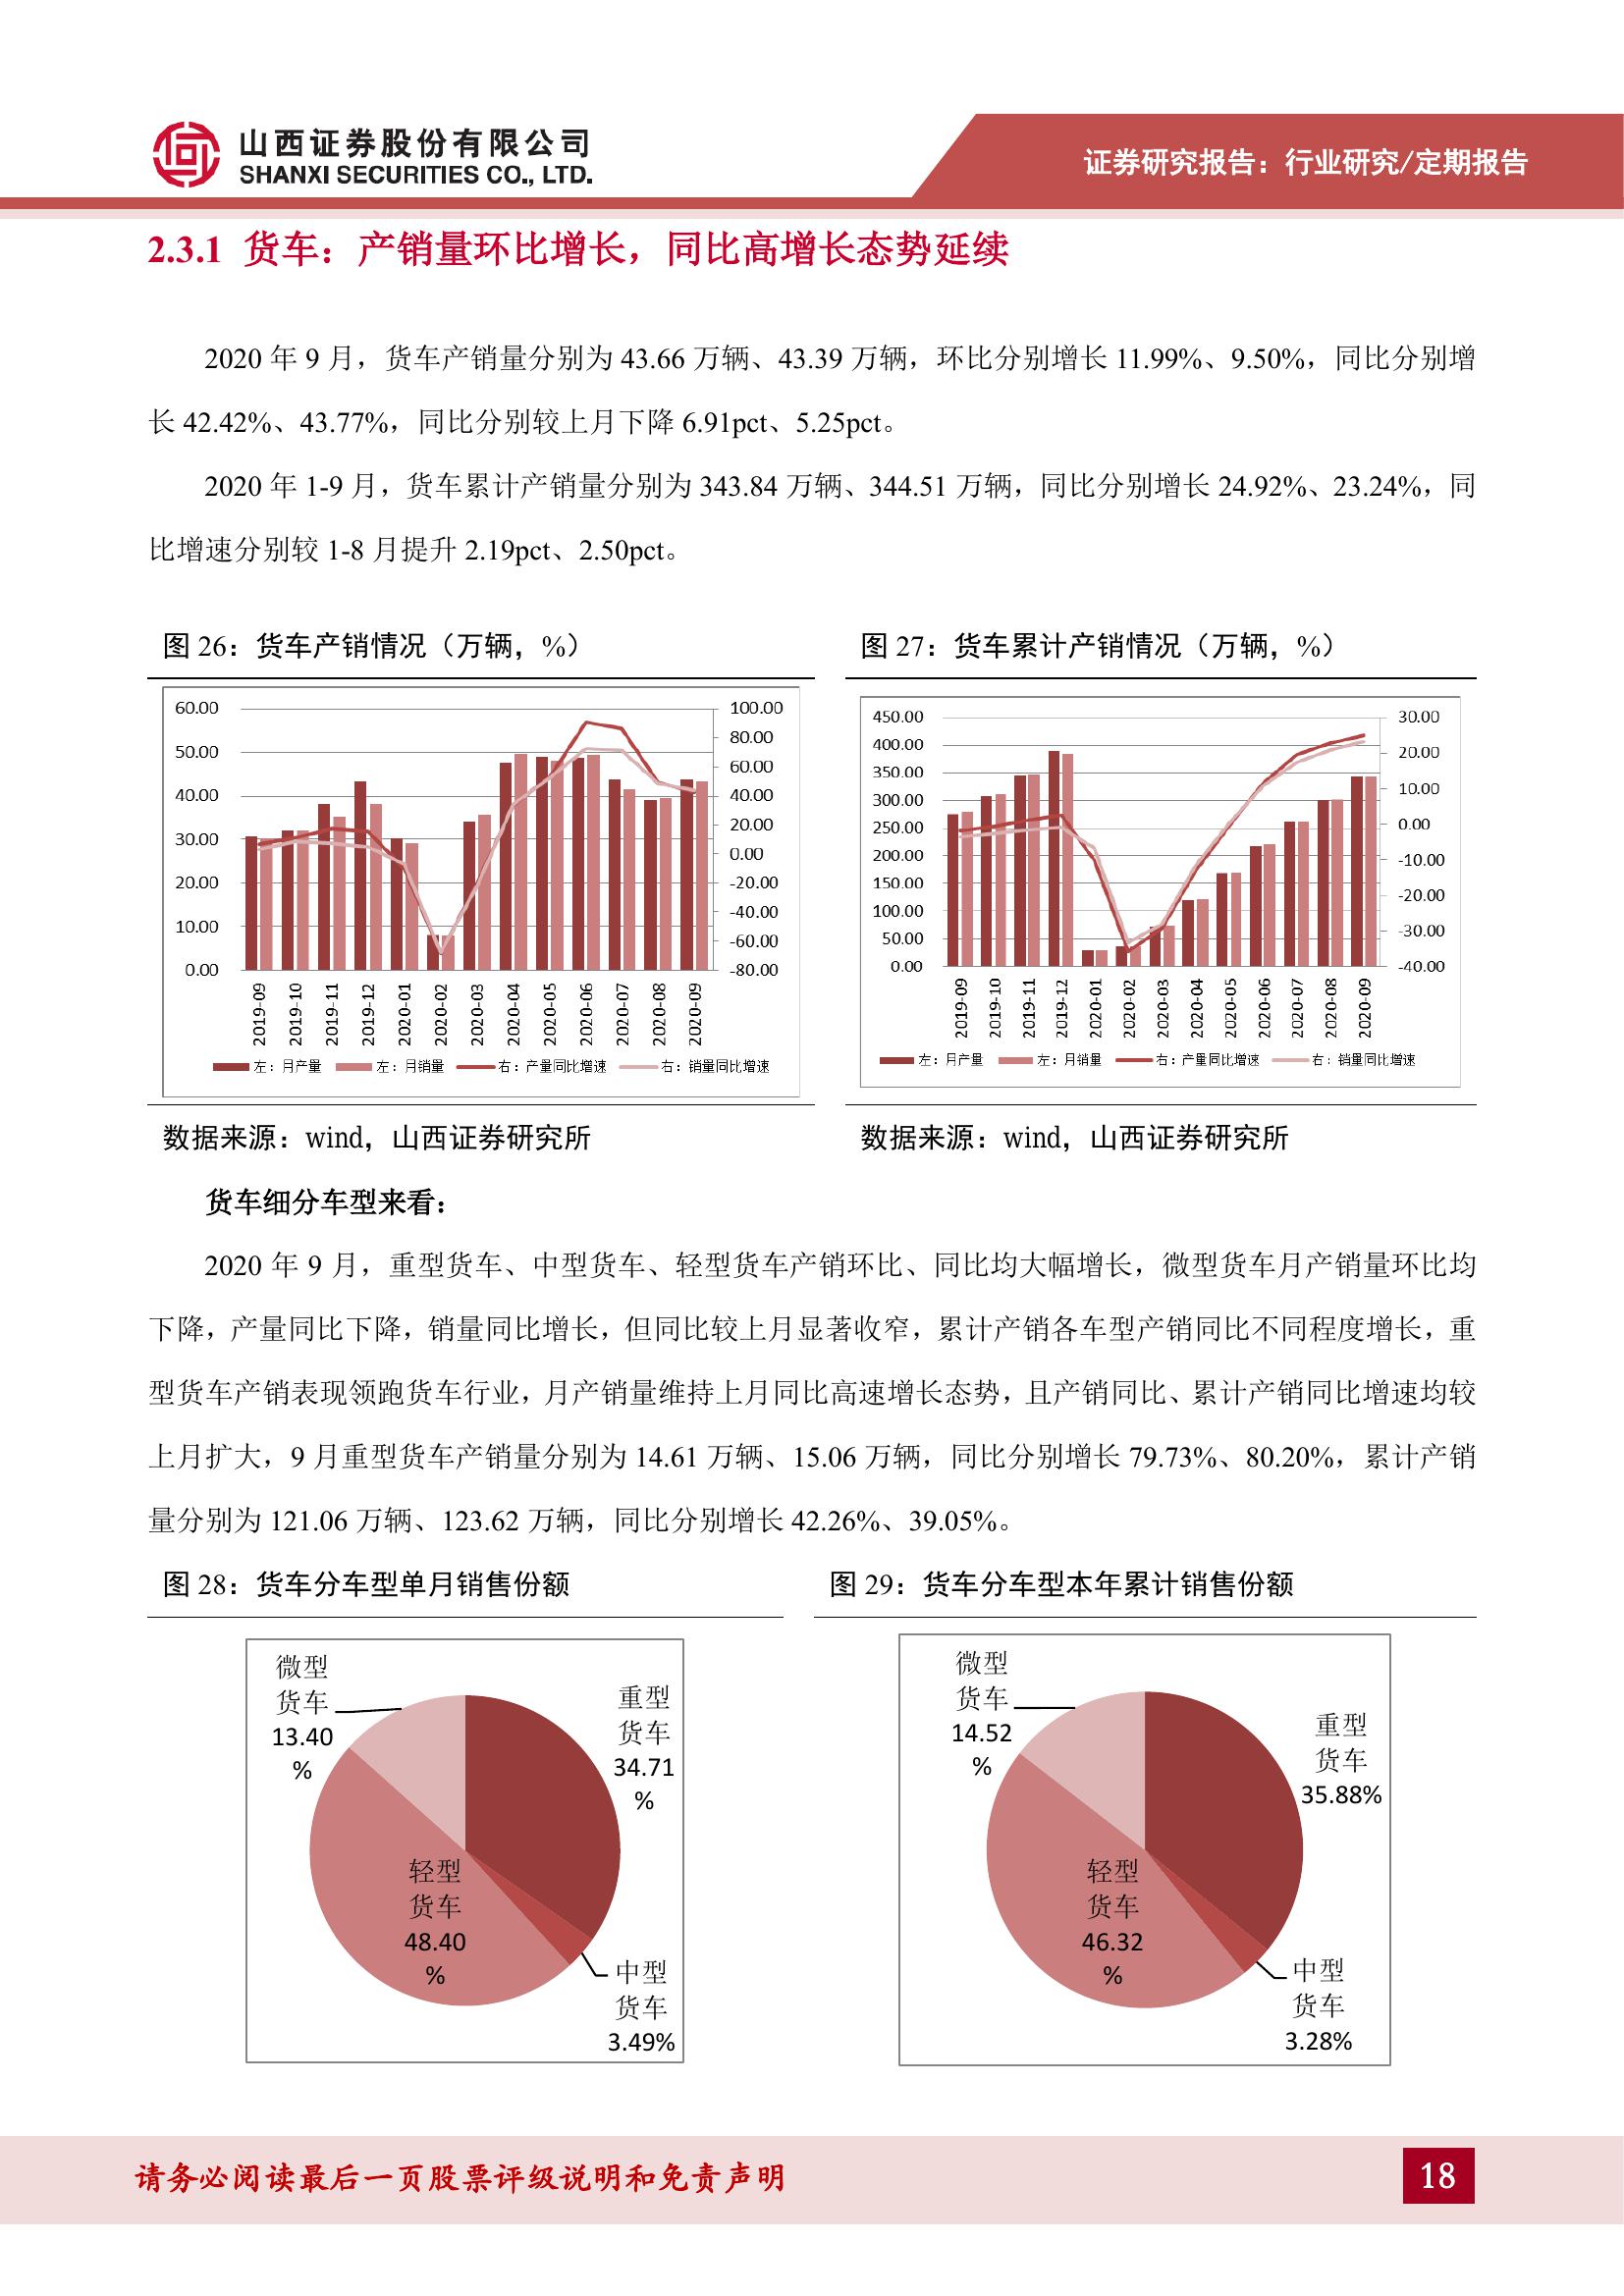 山西证券股份有限公司
SHANXI SECURITIES CO., LTD.
证券研究报告：行业研究/定期报告
2.3.1 货车：产销量环比增长，同比高增长态势延续
2020 年 9 月，货车产销量分别为 43.66 万辆、43.39 万辆，环比分别增长 11.99%、9.50%，同比分别增
长 42.42%、43.77%，同比分别较上月下降 6.91pct、5.25pct。
2020 年 1-9 月，货车累计产销量分别为 343.84 万辆、344.51 万辆，同比分别增长 24.92%、23.24%，同
比增速分别较 1-8 月提升 2.19pct、2.50pct。
图 26：货车产销情况（万辆，%）
60.00
50.00
40.00
30.00
20.00
10.00
0.00
100.00
80.00
60.00
40.00
20.00
0.00
-20.00
-40.00
-60.00
-80.00
2019-09
2019-10
2019-11
2019-12
2020-01
2020-02
2020-03
2020-04
2020-05
2020-06
2020-07
2020-08
2020-09
左：月产量 左：月销量 右：产量同比增速 右：销量同比增速
数据来源：wind，山西证券研究所
图 27：货车累计产销情况（万辆，%）
450.00
400.00
350.00
300.00
250.00
200.00
150.00
100.00
50.00
0.00
30.00
20.00
10.00
0.00
-10.00
-20.00
-30.00
-40.00
2019-09
2019-10
2019-11
2019-12
2020-01
2020-02
2020-03
2020-04
2020-05
2020-06
2020-07
2020-08
2020-09
左：月产量 左：月销量 右：产量同比增速 右：销量同比增速
数据来源：wind，山西证券研究所
货车细分车型来看：
2020 年 9 月，重型货车、中型货车、轻型货车产销环比、同比均大幅增长，微型货车月产销量环比均
下降，产量同比下降，销量同比增长，但同比较上月显著收窄，累计产销各车型产销同比不同程度增长，重
型货车产销表现领跑货车行业，月产销量维持上月同比高速增长态势，且产销同比、累计产销同比增速均较
上月扩大，9 月重型货车产销量分别为 14.61 万辆、15.06 万辆，同比分别增长 79.73%、80.20%，累计产销
量分别为 121.06 万辆、123.62 万辆，同比分别增长 42.26%、39.05%。
图 28：货车分车型单月销售份额
微型
货车
13.40
%
重型
货车
34.71
%
轻型
货车
48.40
%
中型
货车
3.49%
图 29：货车分车型本年累计销售份额
微型
货车
14.52
%
重型
货车
35.88%
轻型
货车
46.32
%
中型
货车
3.28%
请务必阅读最后一页股票评级说明和免责声明
18